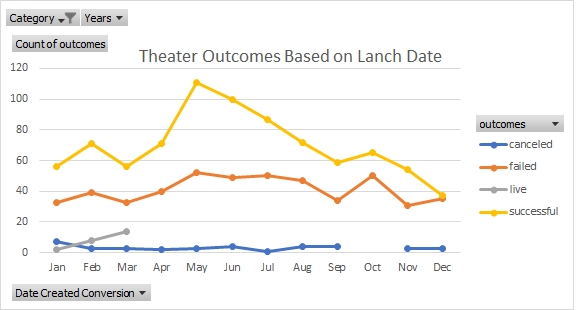 Category Years
Count of outcomes
Theater Outcomes Based on Lanch Date
120
100
80
60
40
20
0
Jan Feb Mar Apr May Jun Jul Aug Sep Oct Nov Dec
outcomes
canceled
failed
live
successful
Date Created Conversion